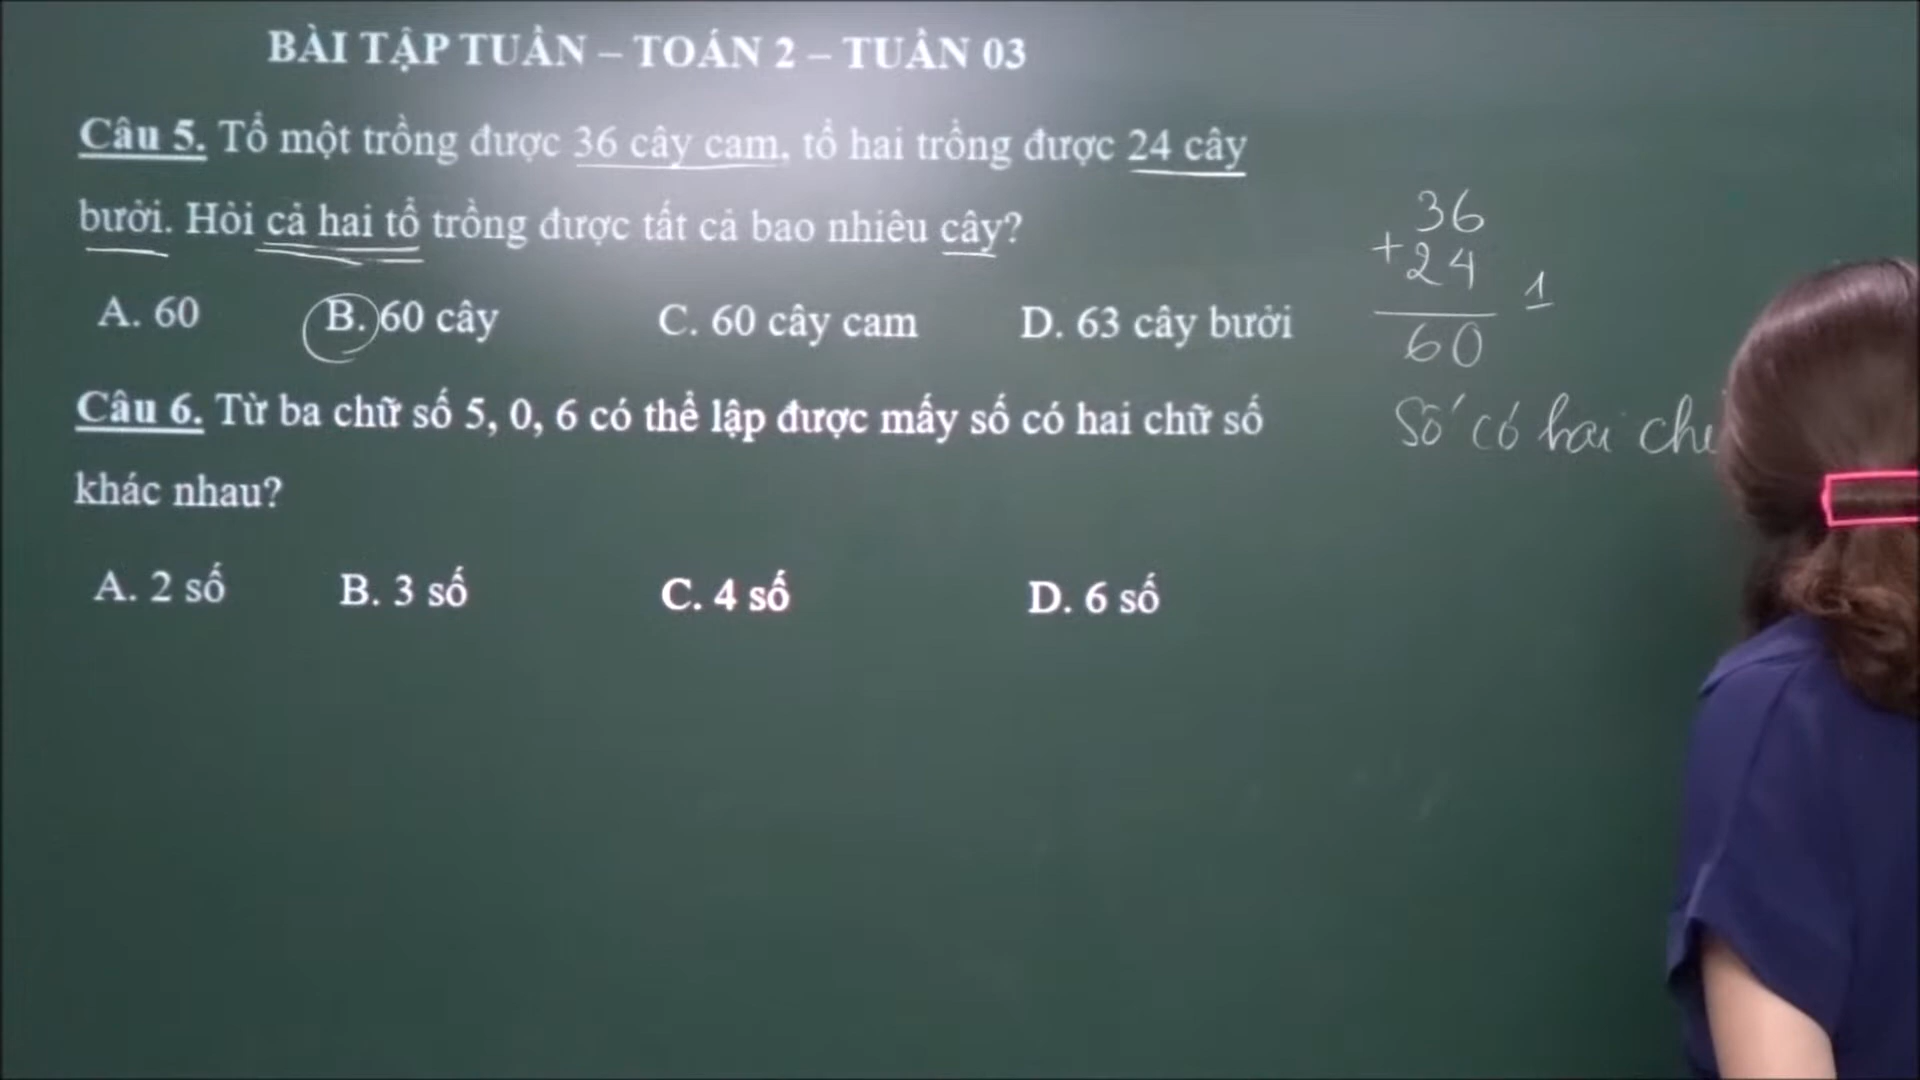 BÀI TẬP TUẦN – TOÁN 2 – TUẦN 03
Câu 5. Tổ một trồng được 36 cây cam, tổ hai trồng được 24 cây
bưởi. Hỏi cả hai tổ trồng được tất cả bao nhiêu cây?
A. 60 B. 60 cây C. 60 cây cam D. 63 cây bưởi
Câu 6. Từ ba chữ số 5, 0, 6 có thể lập được mấy số có hai chữ số
khác nhau?
A. 2 số B. 3 số C. 4 số D. 6 số
36
+ 24
1
60
Số có hai